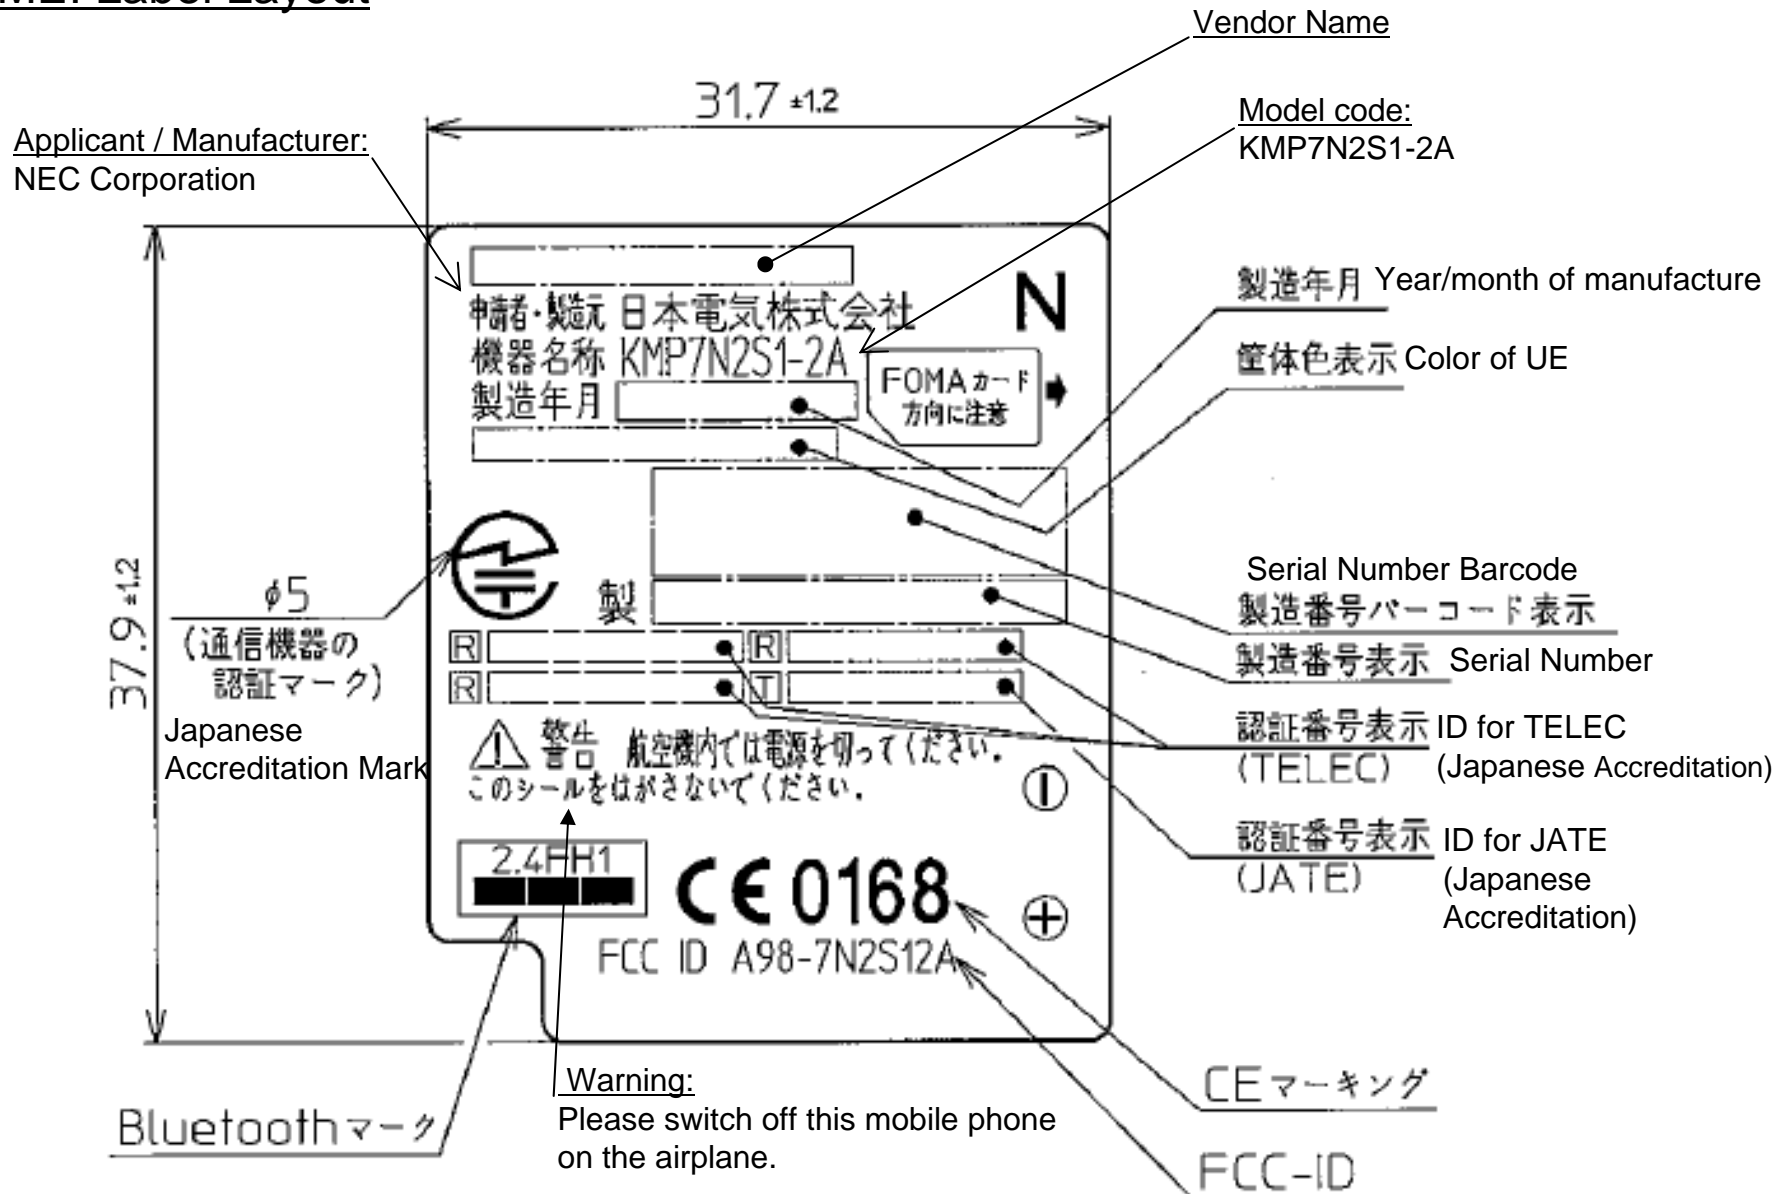 Label Layout
Vendor Name
31.7 ±1.2
Model code:
KMP7N2S1-2A
Applicant / Manufacturer:
NEC Corporation
N
申請者・製造元 日本電気株式会社
機器名称 KMP7N2S1-2A
製造年月
FOMAカード
方向に注意
製造年月 Year/month of manufacture
筐体色表示 Color of UE
37.9 ±1.2
φ5
(通信機器の
認証マーク)
Japanese
Accreditation Mark
製
R
R
R
T
Serial Number Barcode
製造番号バーコード表示
製造番号表示 Serial Number
認証番号表示 ID for TELEC
(TELEC) (Japanese Accreditation)
認証番号表示 ID for JATE
(JATE) (Japanese
Accreditation)
警告 航空機内では電源を切ってください。
このシールをはがさないでください。
2.4FH1
CE 0168
FCC ID A98-7N2S12A
Warning:
Please switch off this mobile phone
on the airplane.
Bluetoothマーク
CEマーキング
FCC-ID